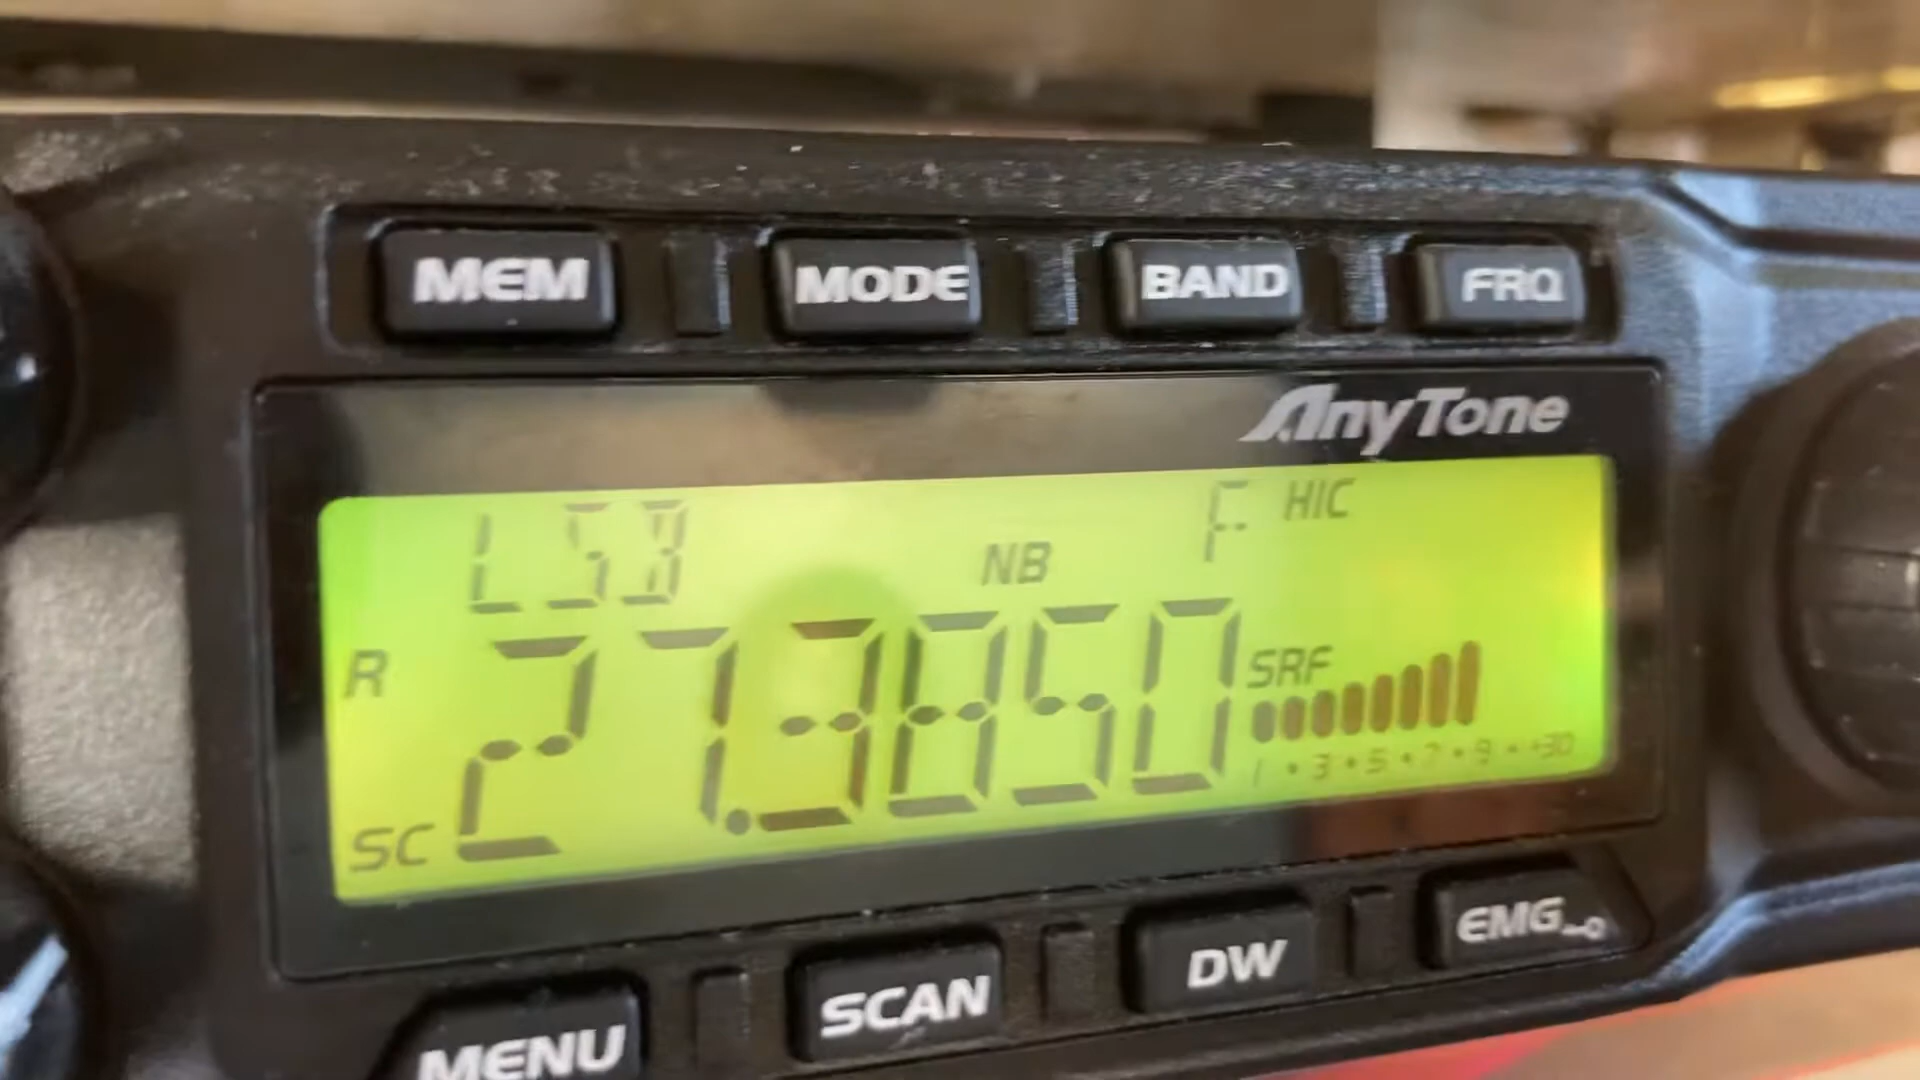 MEM MODE BAND FRQ
AnyTone
LSB NB F HIC
R 27.3850 SRF
SC 1 • 3 • 5 • 7 • 9 • +30
MENU SCAN DW EMG